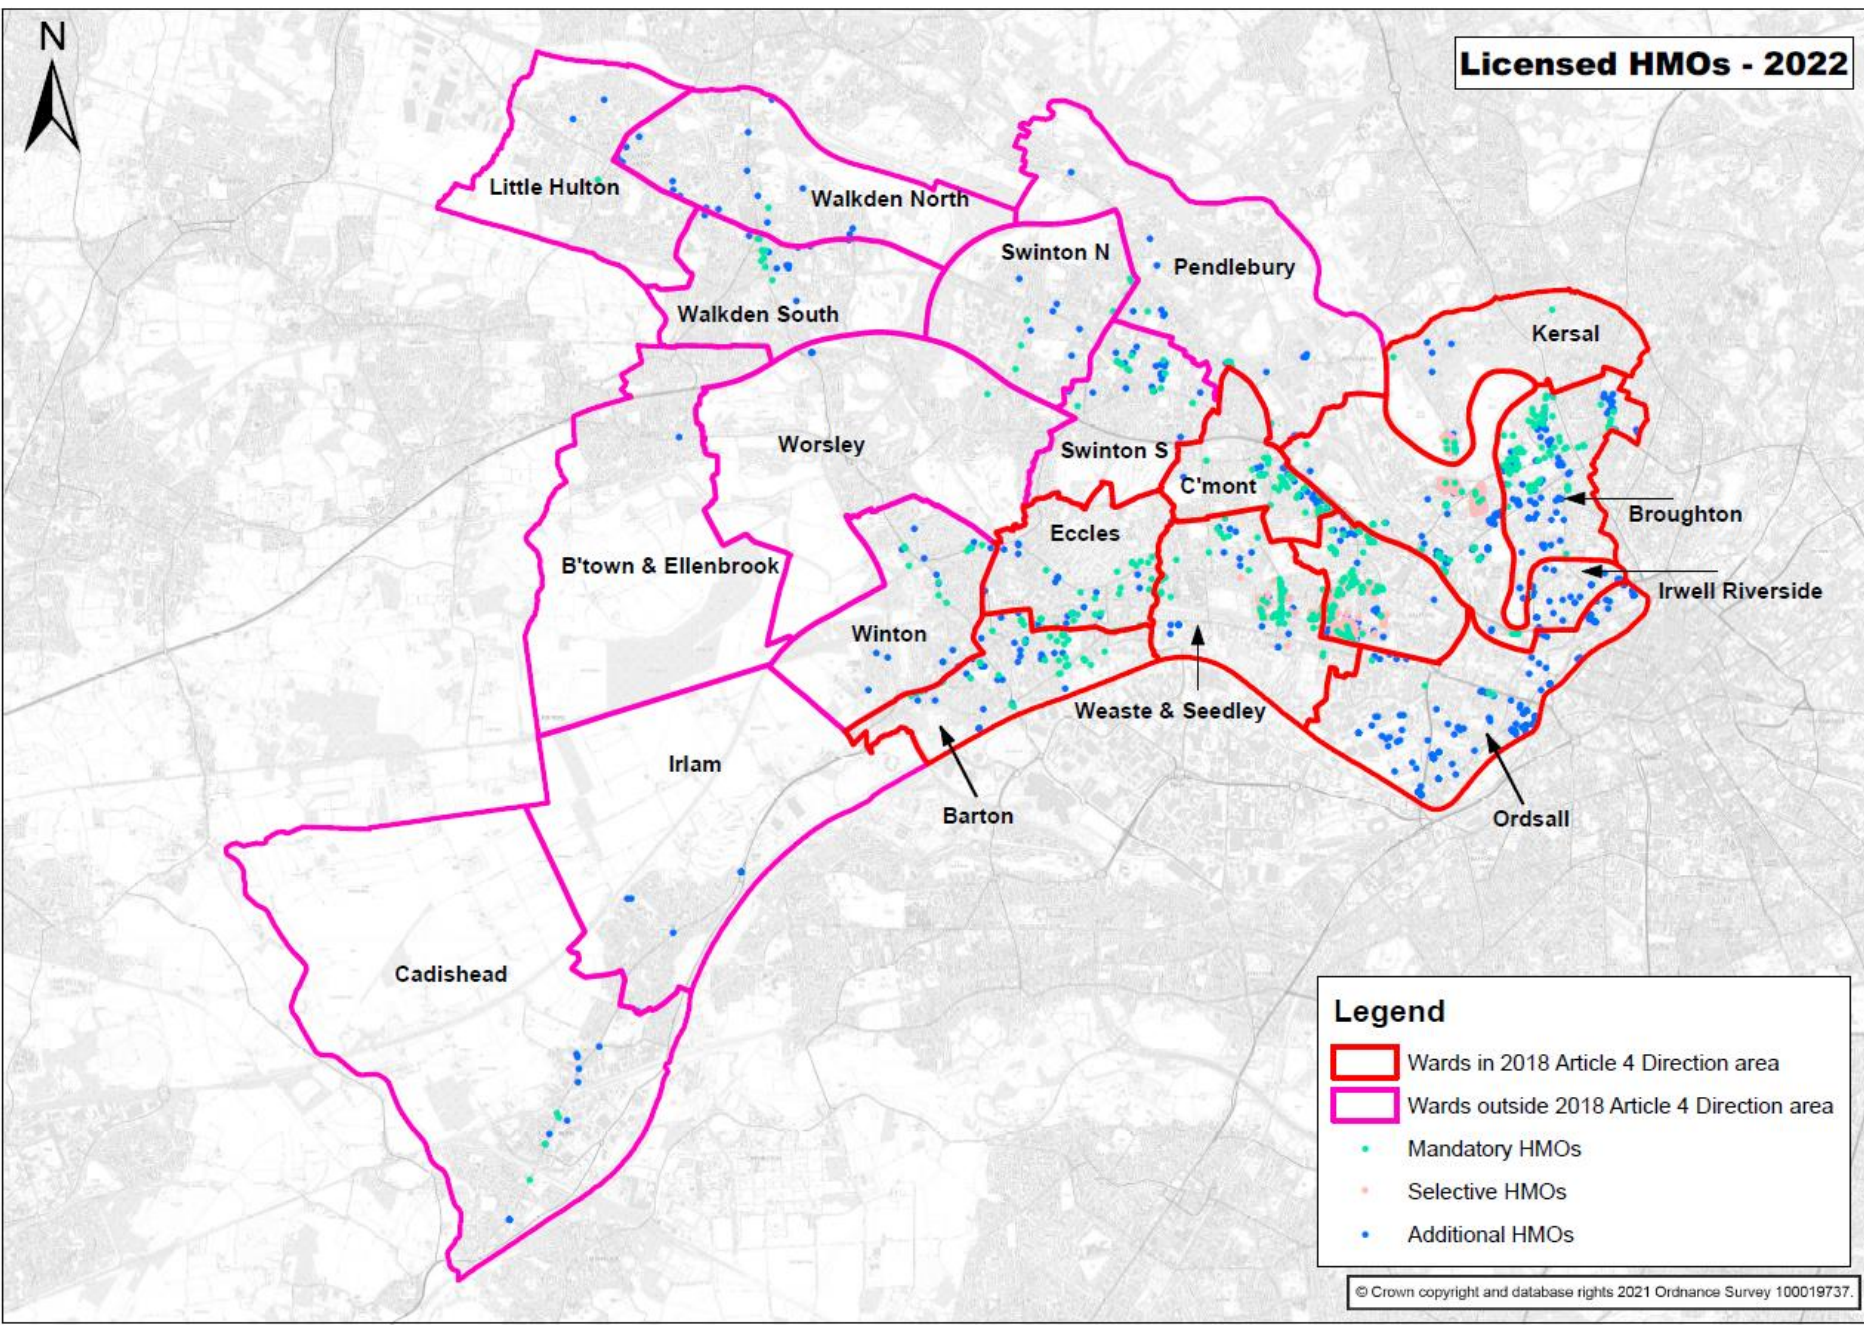 N
Licensed HMOs - 2022
Little Hulton
Walkden North
Swinton N
Pendlebury
Walkden South
Kersal
Worsley
Swinton S
C'mont
Broughton
Eccles
B'town & Ellenbrook
Irwell Riverside
Winton
Weaste & Seedley
Irlam
Barton
Ordsall
Cadishead
Legend
Wards in 2018 Article 4 Direction area
Wards outside 2018 Article 4 Direction area
Mandatory HMOs
Selective HMOs
Additional HMOs
© Crown copyright and database rights 2021 Ordnance Survey 100019737.